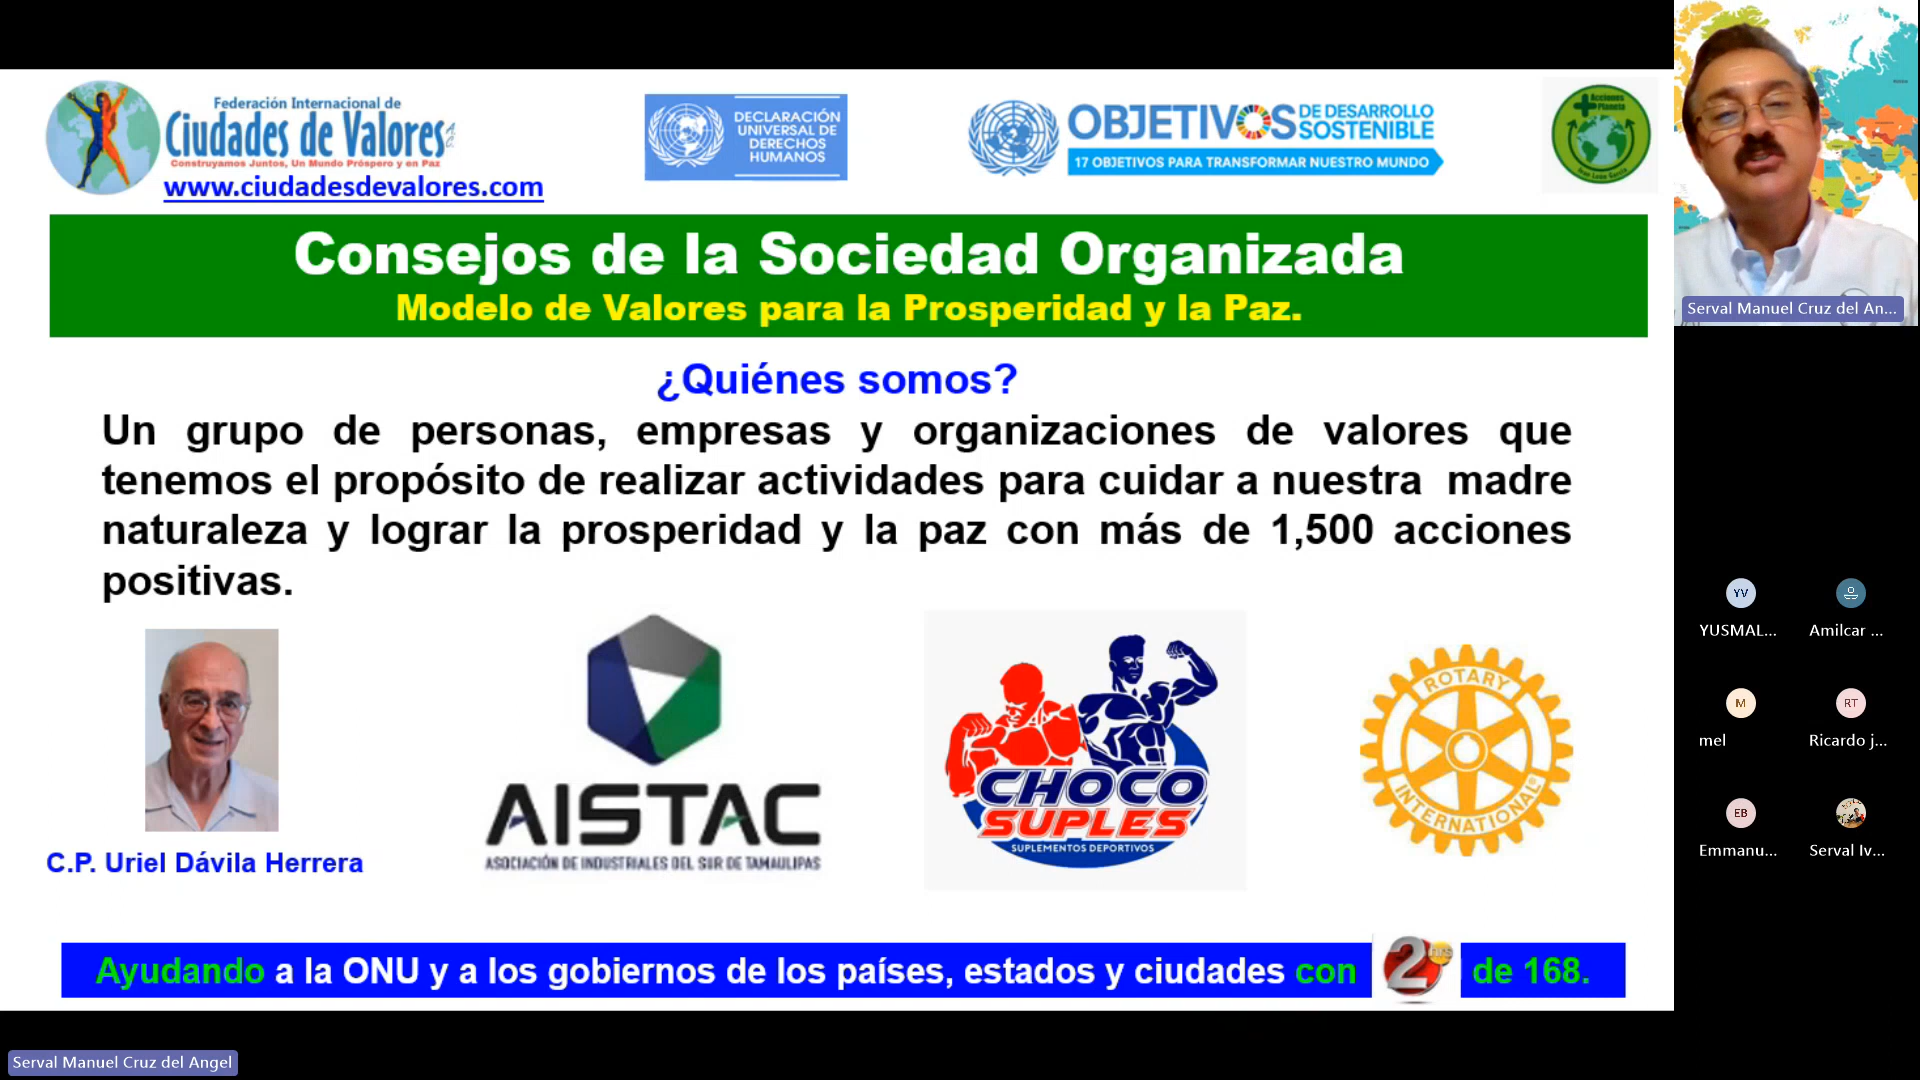 Federación Internacional de
Ciudades de Valores A.C.
Construyamos Juntos, Un Mundo Próspero y en Paz
www.ciudadesdevalores.com
DECLARACIÓN
UNIVERSAL DE
DERECHOS
HUMANOS
OBJETIVOS DE DESARROLLO
SOSTENIBLE
17 OBJETIVOS PARA TRANSFORMAR NUESTRO MUNDO
Acciones
Planeta
Consejos de la Sociedad Organizada
Modelo de Valores para la Prosperidad y la Paz.
¿Quiénes somos?
Un grupo de personas, empresas y organizaciones de valores que
tenemos el propósito de realizar actividades para cuidar a nuestra madre
naturaleza y lograr la prosperidad y la paz con más de 1,500 acciones
positivas.
C.P. Uriel Dávila Herrera
AISTAC
ASOCIACIÓN DE INDUSTRIALES DEL SUR DE TAMAULIPAS
CHOCO
SUPLES
SUPLEMENTOS DEPORTIVOS
ROTARY
INTERNATIONAL
Ayudando a la ONU y a los gobiernos de los países, estados y ciudades con 2 hrs de 168.
Serval Manuel Cruz del An...
YV
YUSMAL...
Amilcar ...
M
mel
RT
Ricardo j...
EB
Emmanu...
Serval Iv...
Serval Manuel Cruz del Angel